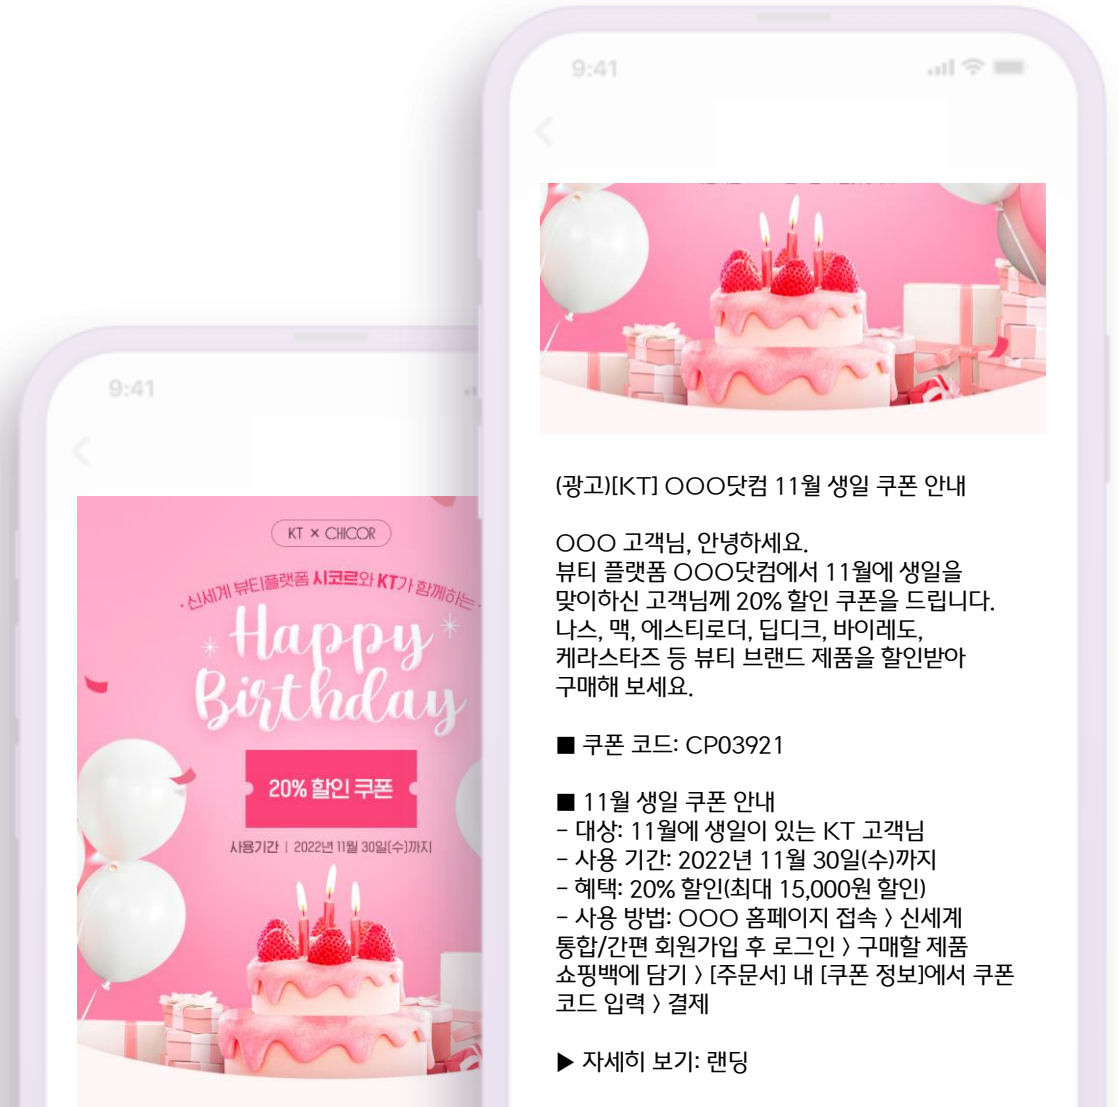 9:41
KT × CHICOR
· 신세계 뷰티플랫폼 시코르와 KT가 함께하는 ·
Happy
Birthday
20% 할인 쿠폰
사용기간 | 2022년 11월 30일(수)까지
9:41
(광고)[KT] OOO닷컴 11월 생일 쿠폰 안내
OOO 고객님, 안녕하세요.
뷰티 플랫폼 OOO닷컴에서 11월에 생일을
맞이하신 고객님께 20% 할인 쿠폰을 드립니다.
나스, 맥, 에스티로더, 딥디크, 바이레도,
케라스타즈 등 뷰티 브랜드 제품을 할인받아
구매해 보세요.
■ 쿠폰 코드: CP03921
■ 11월 생일 쿠폰 안내
- 대상: 11월에 생일이 있는 KT 고객님
- 사용 기간: 2022년 11월 30일(수)까지
- 혜택: 20% 할인(최대 15,000원 할인)
- 사용 방법: OOO 홈페이지 접속 > 신세계
통합/간편 회원가입 후 로그인 > 구매할 제품
쇼핑백에 담기 > [주문서] 내 [쿠폰 정보]에서 쿠폰
코드 입력 > 결제
▶ 자세히 보기: 랜딩